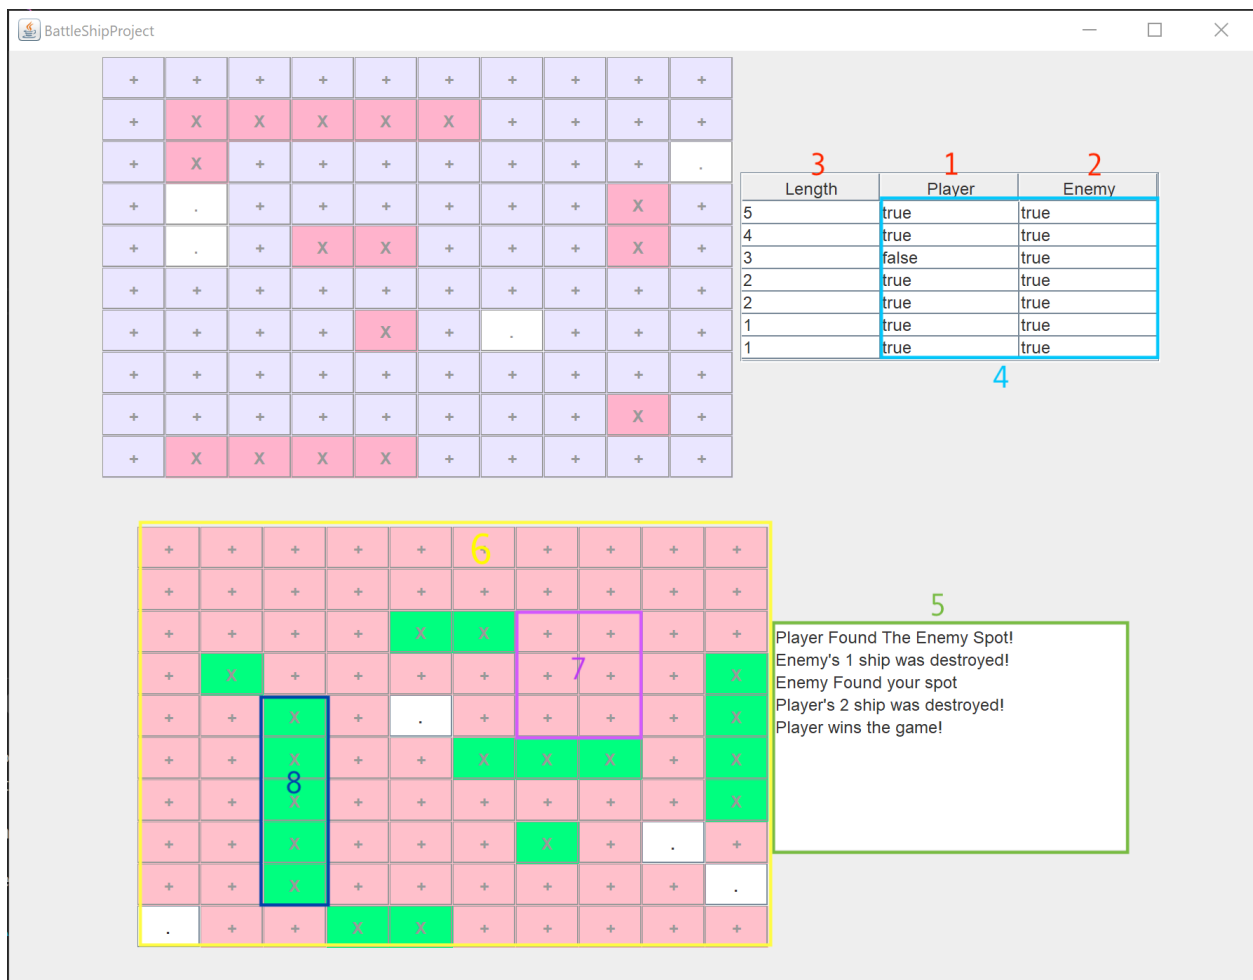 BattleShipProject
+ + + + + + + + + +
+ X X X X X + + + +
+ X + + + + + + + .
+ . + + + + + + X +
+ . + X X + + + X +
+ + + + + + + + + +
+ + + + X + . + + +
+ + + + + + + + + +
+ + + + + + + + X +
+ X X X X + + + + +
3 1 2
Length Player Enemy
5 true true
4 true true
3 false true
2 true true
2 true true
1 true true
1 true true
4
6
+ + + + + + + + + +
+ + + + + + + + + +
+ + + + X X + + + +
+ X + + + + + + + X
7
+ + X + . + + + + X
+ + X + + X X X + X
8
+ + X + + + + + + X
+ + X + + + X + . +
+ + X + + + + + + .
. + + X X + + + + +
5
Player Found The Enemy Spot!
Enemy's 1 ship was destroyed!
Enemy Found your spot
Player's 2 ship was destroyed!
Player wins the game!